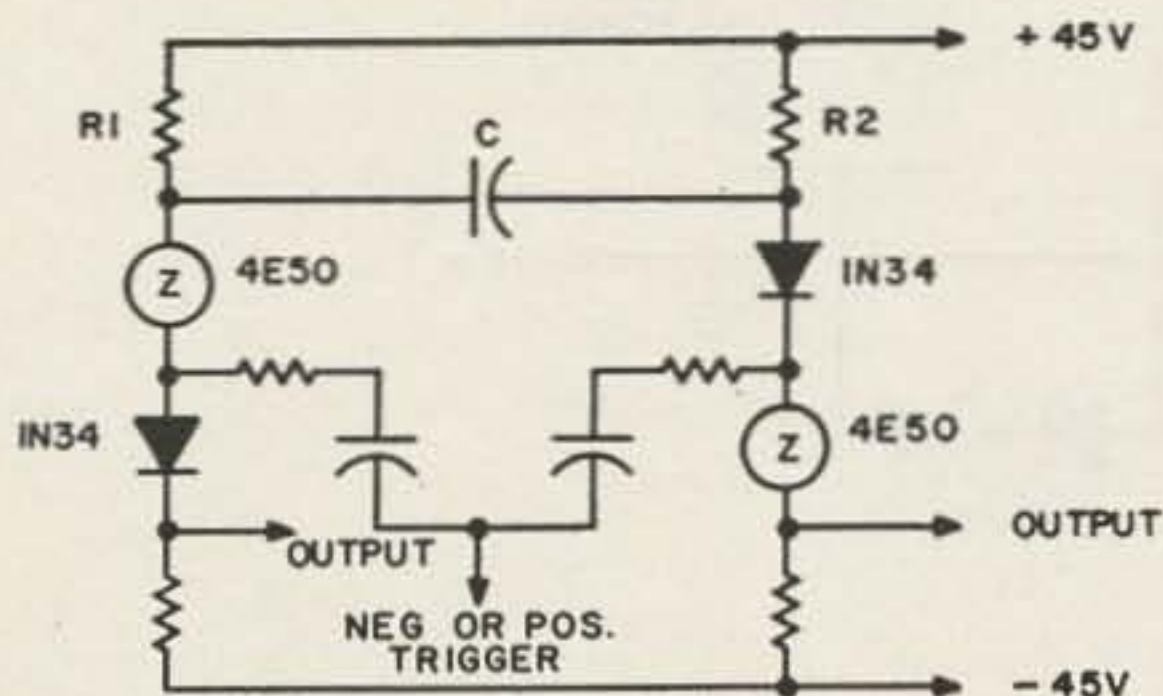 +45V
R1
C
R2
Z
4E50
IN34
IN34
4E50
Z
OUTPUT
OUTPUT
NEG OR POS.
TRIGGER
-45V